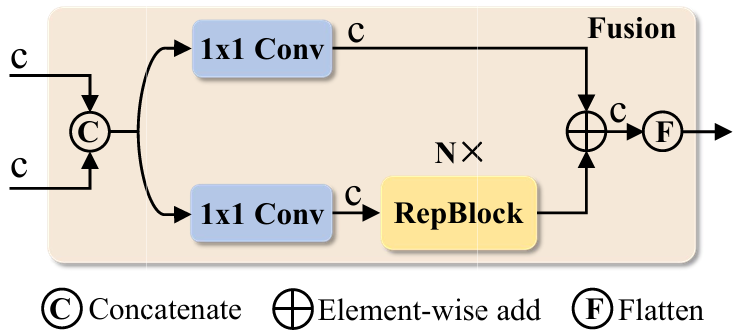 Fusion
C
1x1 Conv
C
C
C
F
C
N×
1x1 Conv
C
RepBlock
C Concatenate
Element-wise add
F Flatten